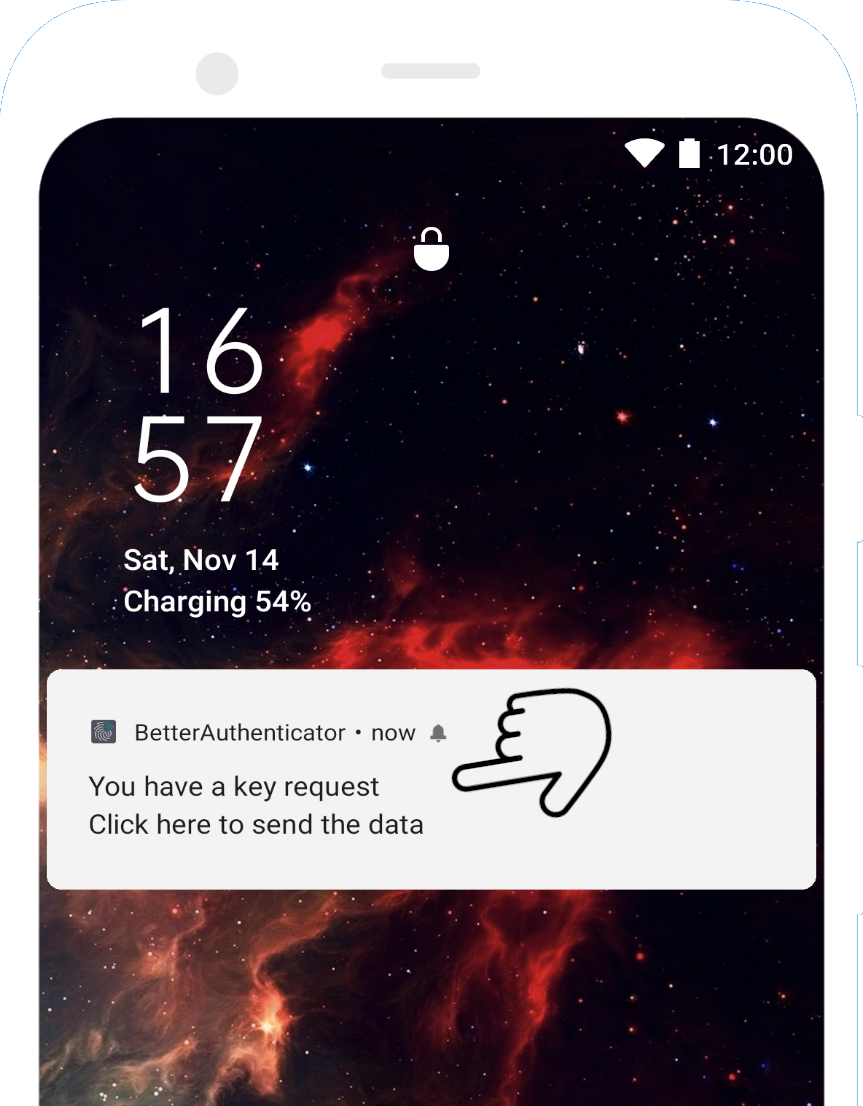 12:00
16
57
Sat, Nov 14
Charging 54%
BetterAuthenticator • now
You have a key request
Click here to send the data